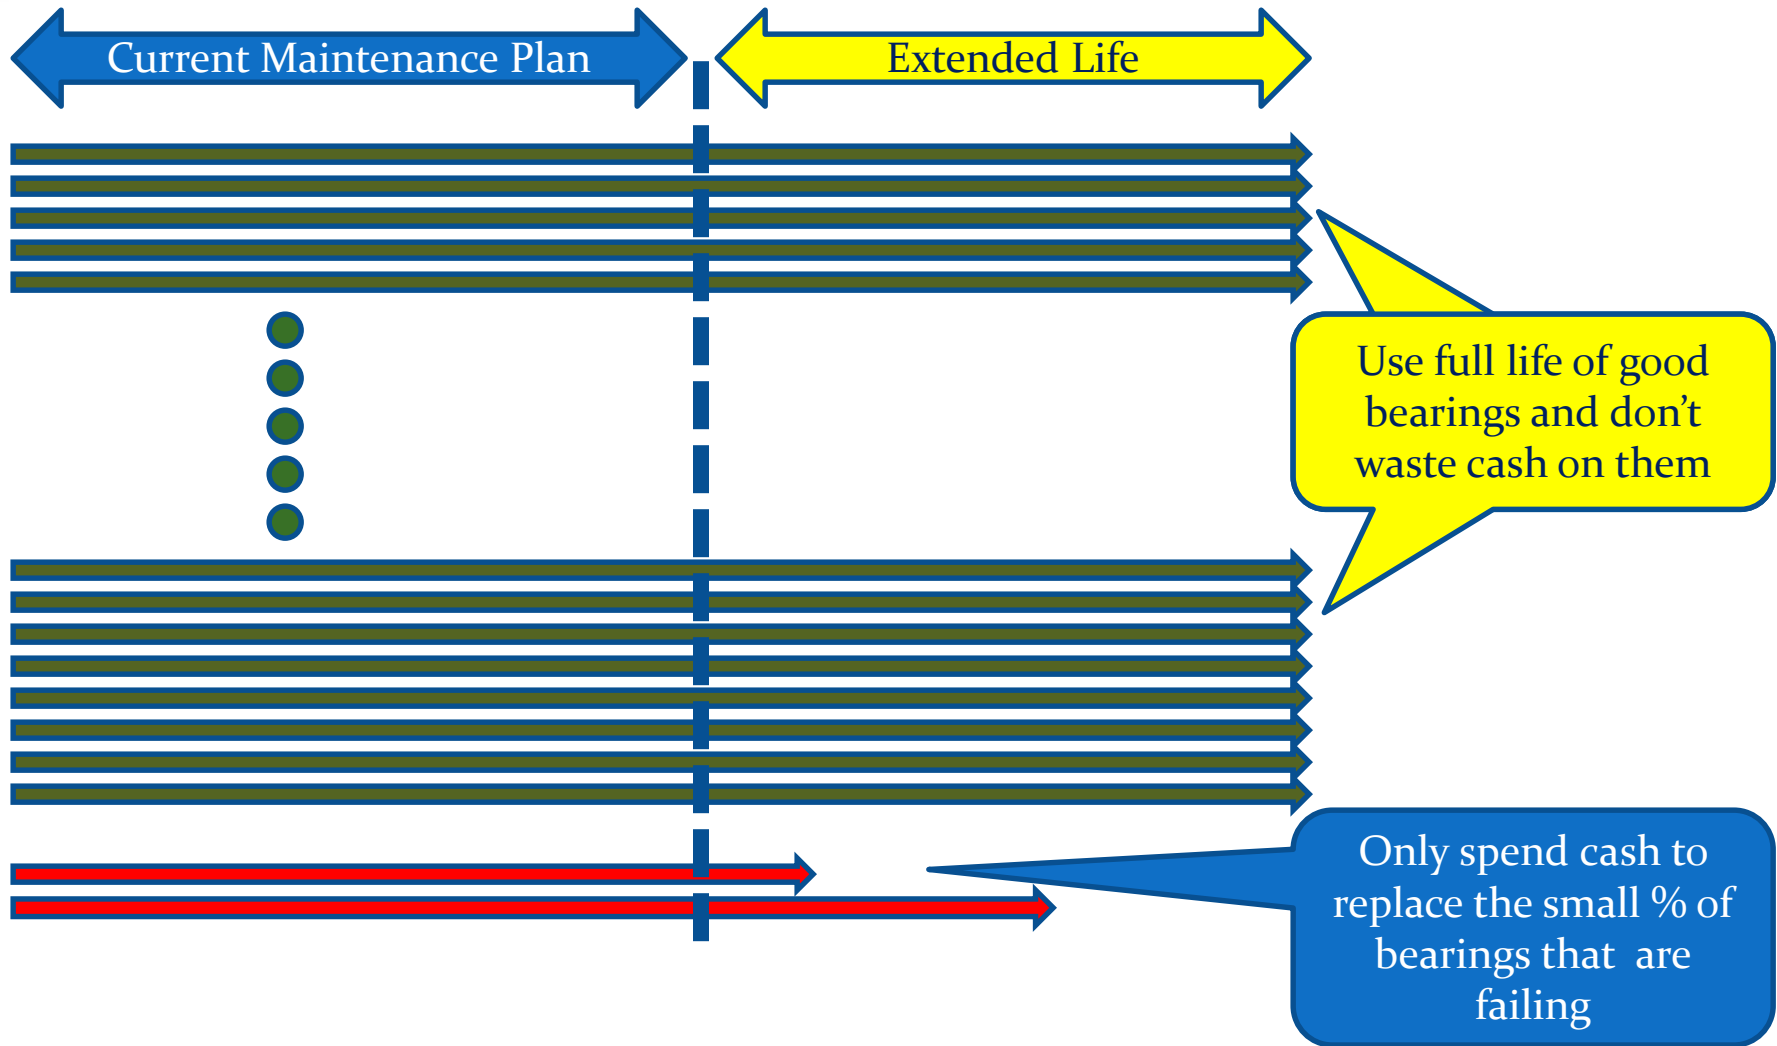 Current Maintenance Plan
Extended Life
Use full life of good
bearings and don’t
waste cash on them
Only spend cash to
replace the small % of
bearings that  are
failing